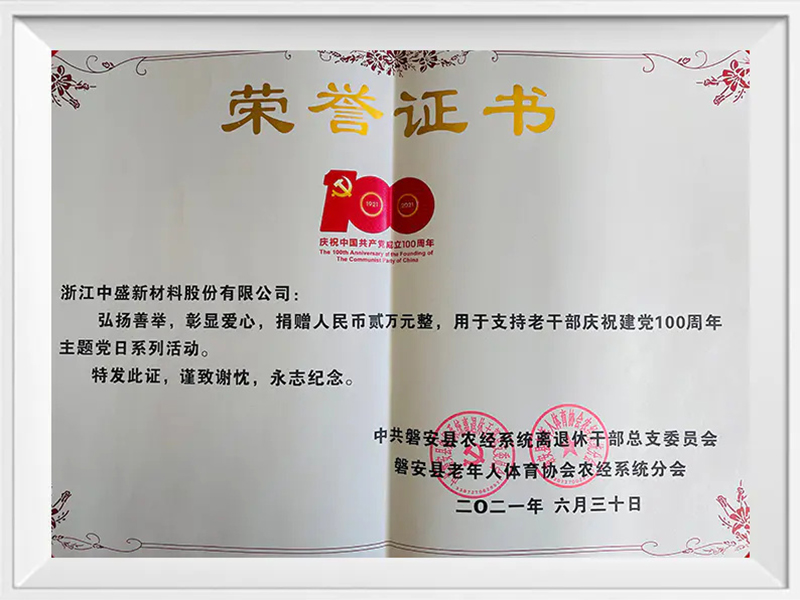 荣誉证书
100
1921 2021
庆祝中国共产党成立100周年
The 100th Anniversary of the Founding of
The Communist Party of China
浙江中盛新材料股份有限公司：
弘扬善举，彰显爱心，捐赠人民币贰万元整，用于支持老干部庆祝建党100周年
主题党日系列活动。
特发此证，谨致谢忱，永志纪念。
中共磐安县农经系统离退休干部总支委员会
磐安县老年人体育协会农经系统分会
二〇二一年 六月三十日